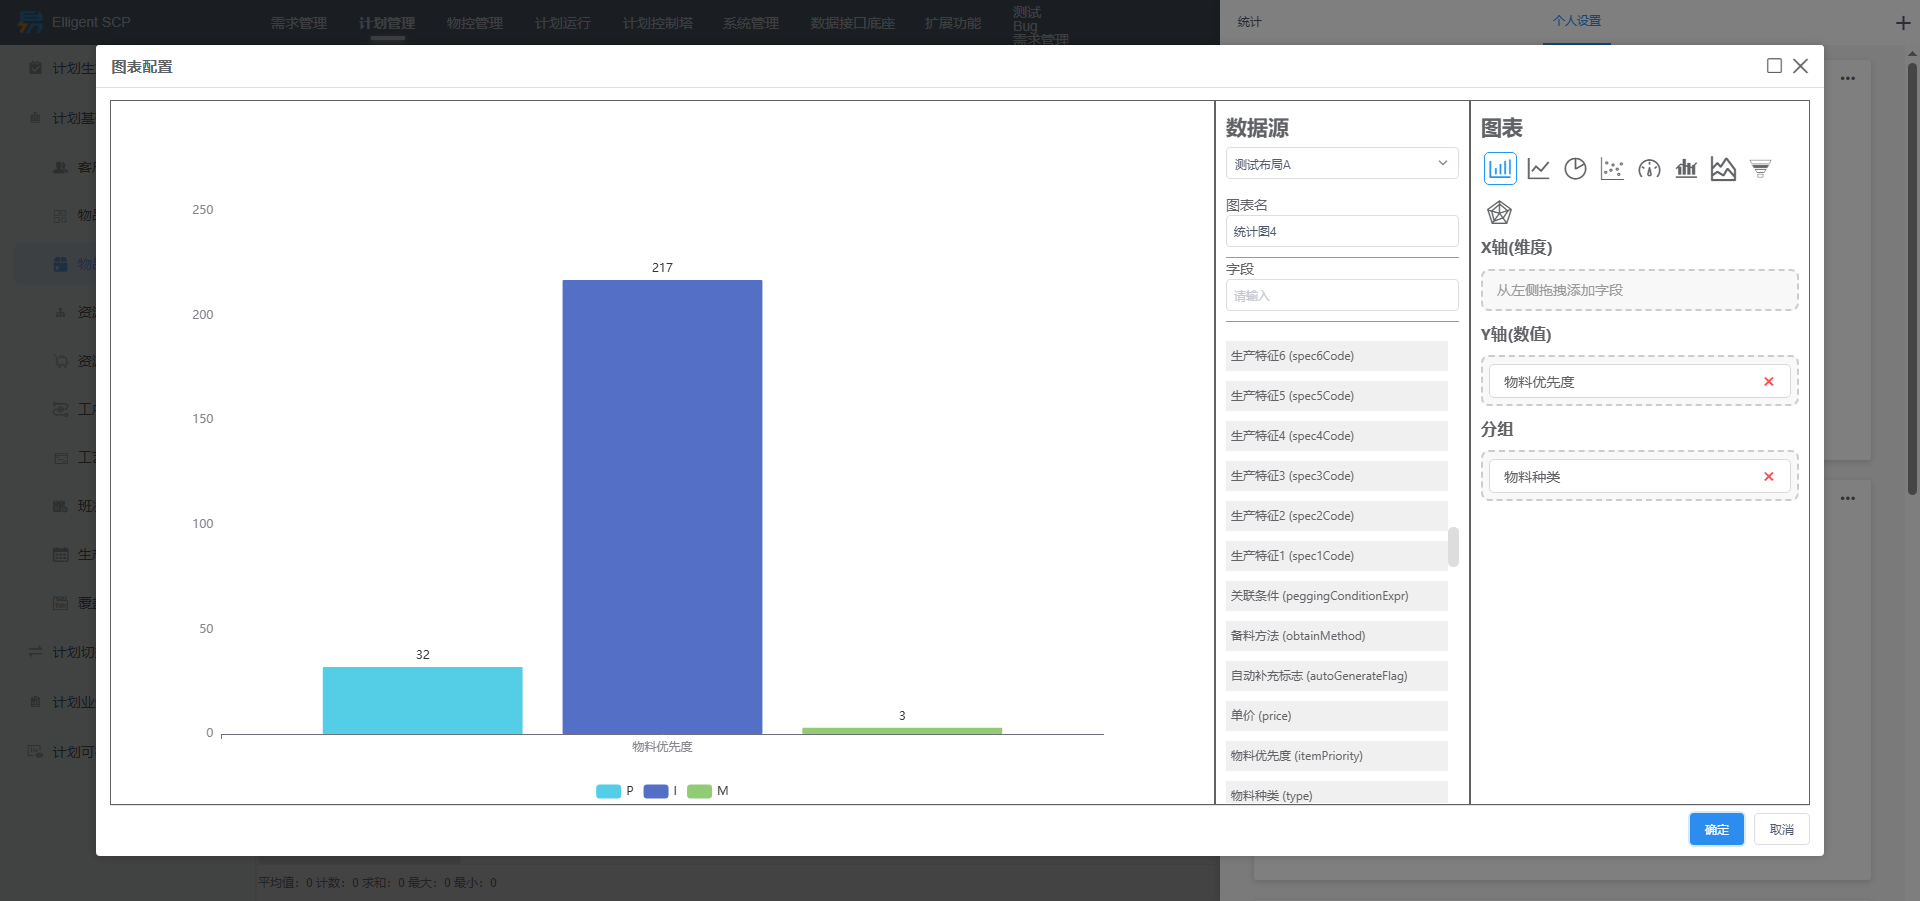 Elligent SCP
需求管理
计划管理
物控管理
计划运行
计划控制塔
系统管理
数据接口底座
扩展功能
测试
Bug
需求管理
统计
个人设置
计划生
计划基
客
物
物
资
资
工
工
班
生
覆
计划切
计划业
计划可
图表配置
250
200
150
100
50
0
32
217
3
物料优先度
P
I
M
数据源
测试布局A
图表名
统计图4
字段
请输入
生产特征6 (spec6Code)
生产特征5 (spec5Code)
生产特征4 (spec4Code)
生产特征3 (spec3Code)
生产特征2 (spec2Code)
生产特征1 (spec1Code)
关联条件 (peggingConditionExpr)
备料方法 (obtainMethod)
自动补充标志 (autoGenerateFlag)
单价 (price)
物料优先度 (itemPriority)
物料种类 (type)
图表
X轴(维度)
从左侧拖拽添加字段
Y轴(数值)
物料优先度
分组
物料种类
确定
取消
平均值: 0 计数: 0 求和: 0 最大: 0 最小: 0